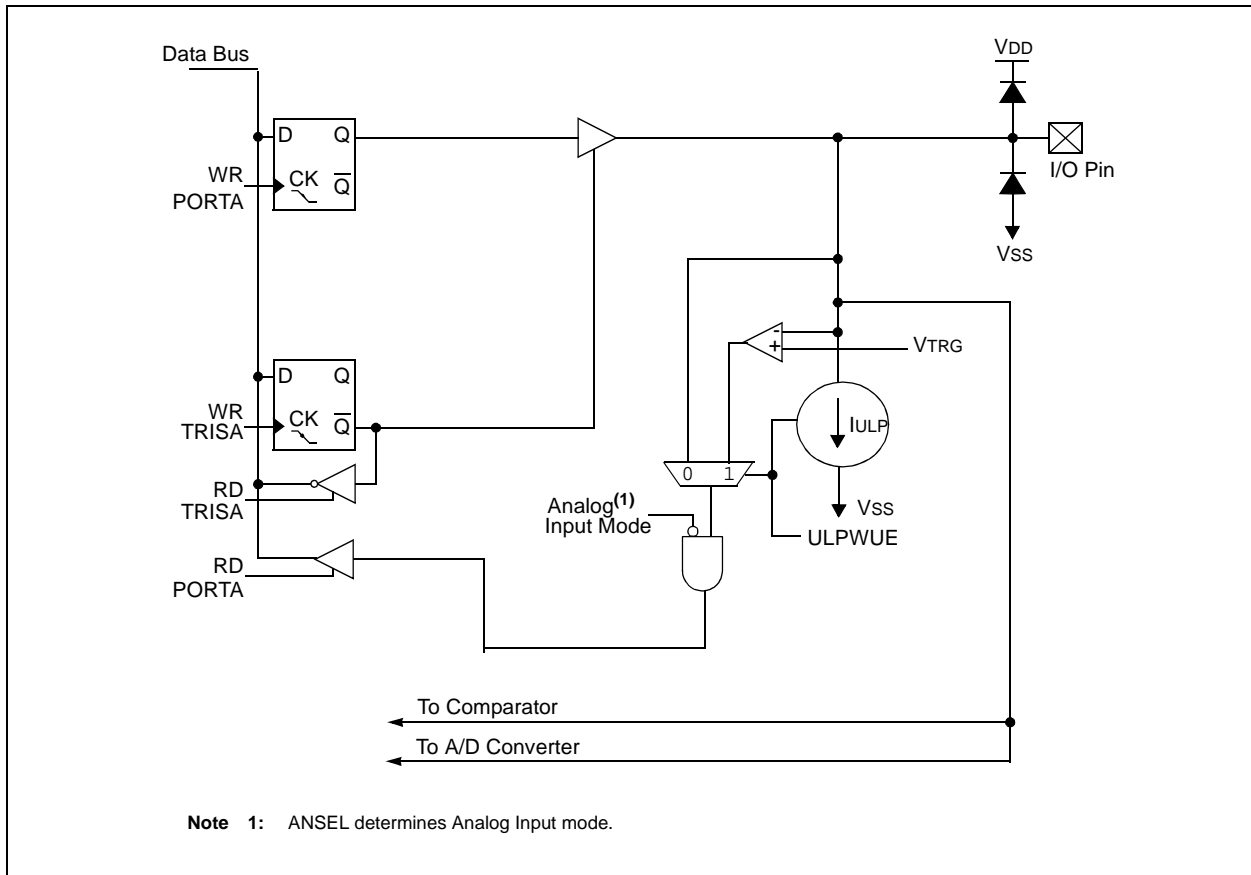 Data Bus
VDD
D Q
WR
PORTA
CK Q
I/O Pin
VSS
-
+
VTRG
D Q
WR
TRISA
CK Q
IULP
0 1
RD
TRISA
Analog(1)
Input Mode
VSS
ULPWUE
RD
PORTA
To Comparator
To A/D Converter
Note 1: ANSEL determines Analog Input mode.